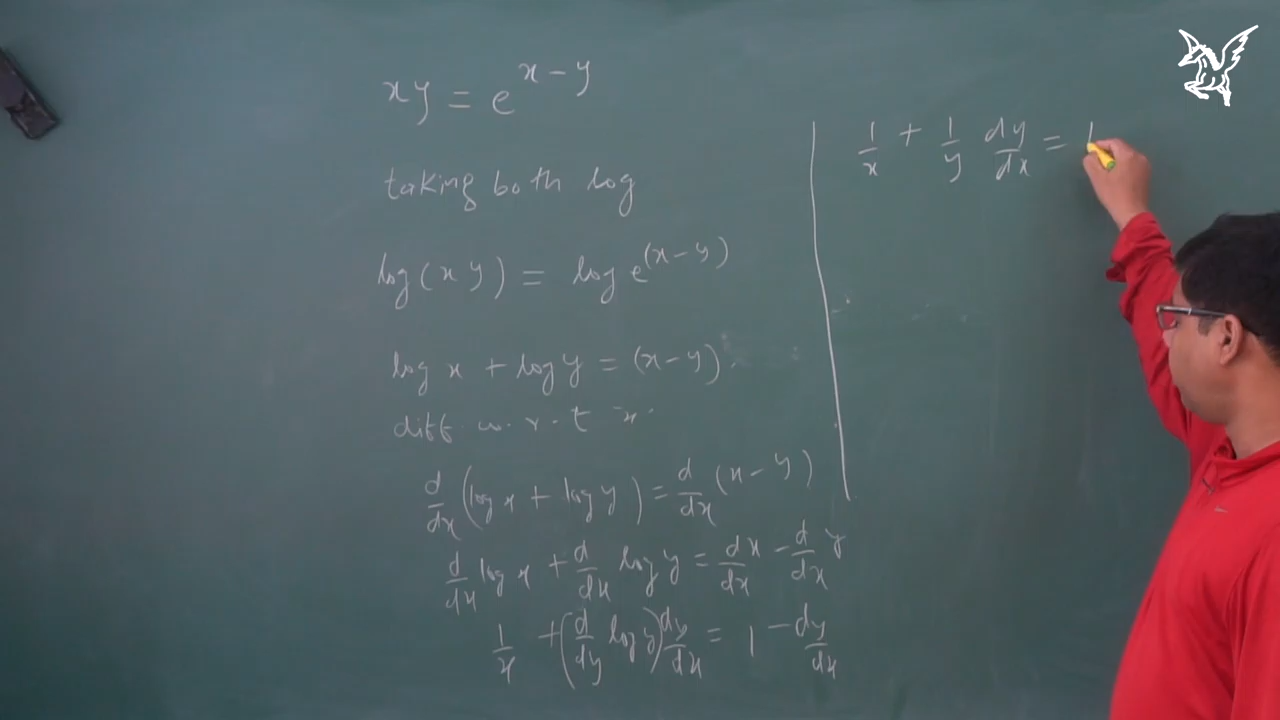 xy = e^{x-y}
taking both log
log(xy) = log e^{(x-y)}
log x + log y = (x-y).
diff. w.r.t x.
d/dx (log x + log y) = d/dx (x-y)
d/dx log x + d/dx log y = dx/dx - d/dx y
1/x + (d/dy log y) dy/dx = 1 - dy/dx
1/x + 1/y dy/dx = 1